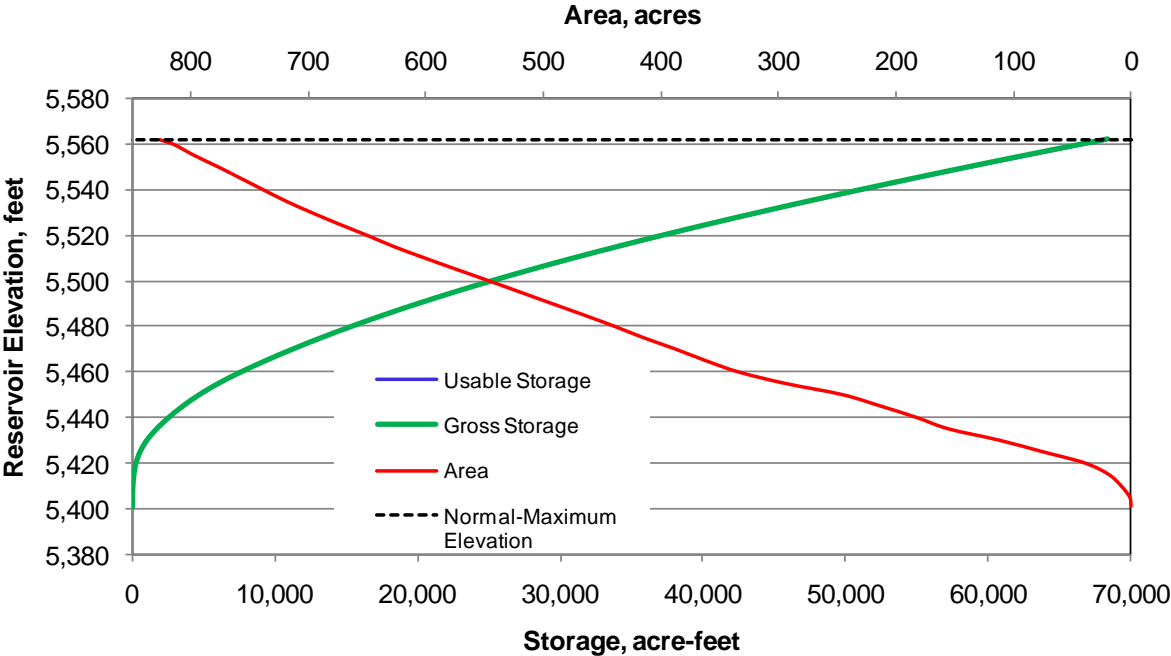 Area, acres
800 700 600 500 400 300 200 100 0
5,580
5,560
5,540
5,520
5,500
5,480
5,460
5,440
5,420
5,400
5,380
Reservoir Elevation, feet
Usable Storage
Gross Storage
Area
Normal-Maximum
Elevation
0 10,000 20,000 30,000 40,000 50,000 60,000 70,000
Storage, acre-feet